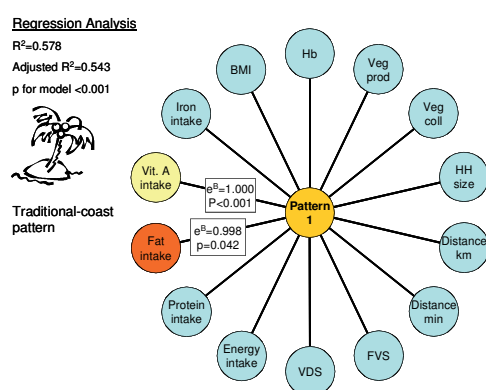 Regression Analysis
R²=0.578
Adjusted R²=0.543
p for model <0.001
Traditional-coast
pattern
Hb
Veg
prod
Veg
coll
HH
size
Distance
km
Distance
min
FVS
VDS
Energy
intake
Protein
intake
Fat
intake
Vit. A
intake
Iron
intake
BMI
eᴮ=1.000
P<0.001
eᴮ=0.998
p=0.042
Pattern
1